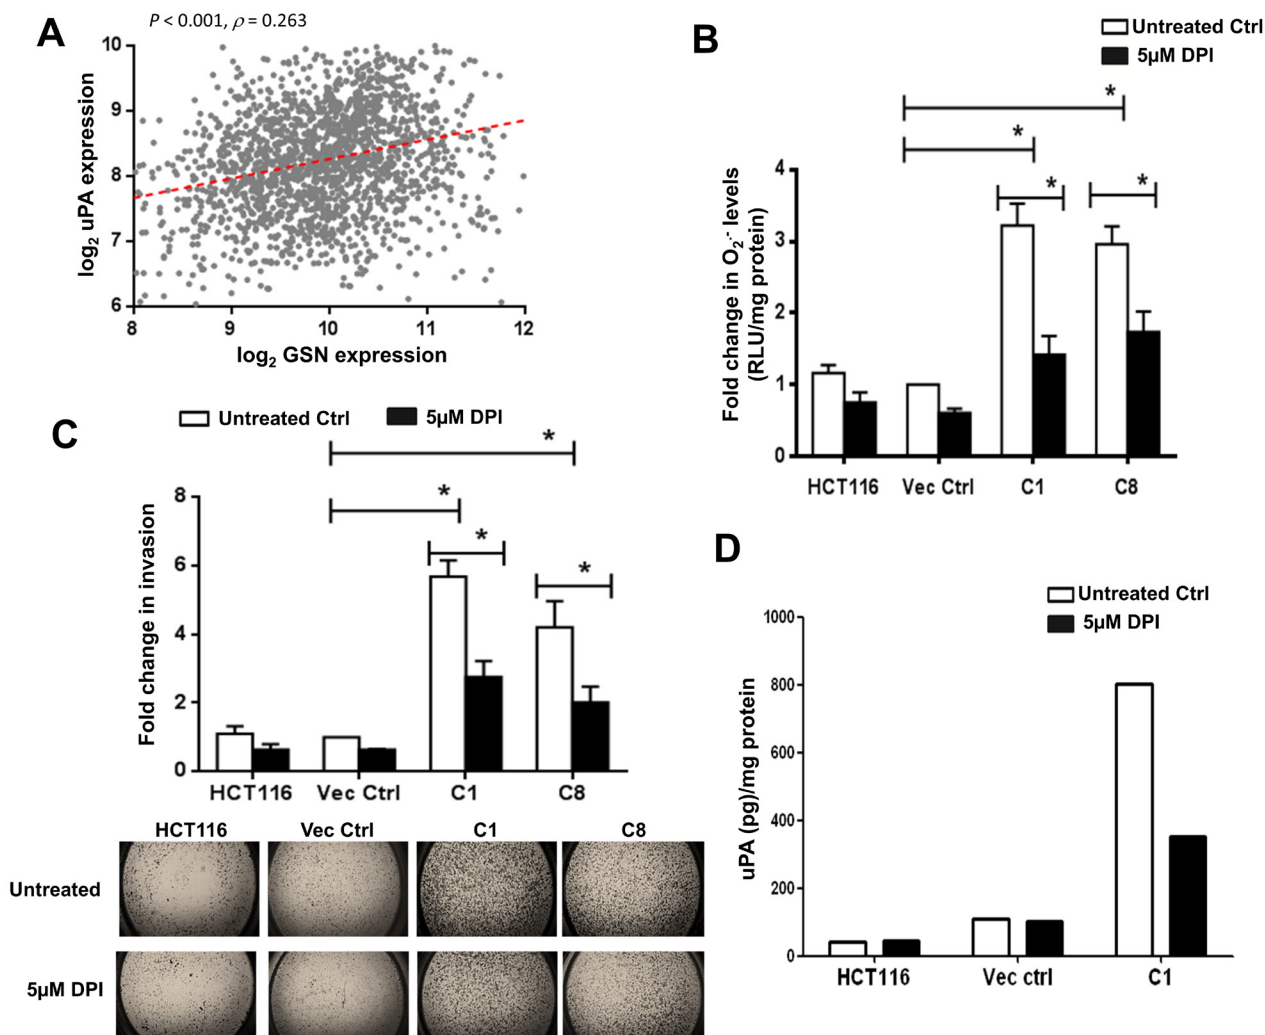 A
P < 0.001, ρ = 0.263
log2 uPA expression
10
9
8
7
6
8 9 10 11 12
log2 GSN expression
B
Untreated Ctrl
5µM DPI
*
*
* *
Fold change in O2·- levels
(RLU/mg protein)
4
3
2
1
0
HCT116 Vec Ctrl C1 C8
C
Untreated Ctrl 5µM DPI
*
*
*
*
Fold change in invasion
8
6
4
2
0
HCT116 Vec Ctrl C1 C8
HCT116 Vec Ctrl C1 C8
Untreated
5µM DPI
D
Untreated Ctrl
5µM DPI
uPA (pg)/mg protein
1000
800
600
400
200
0
HCT116 Vec ctrl C1